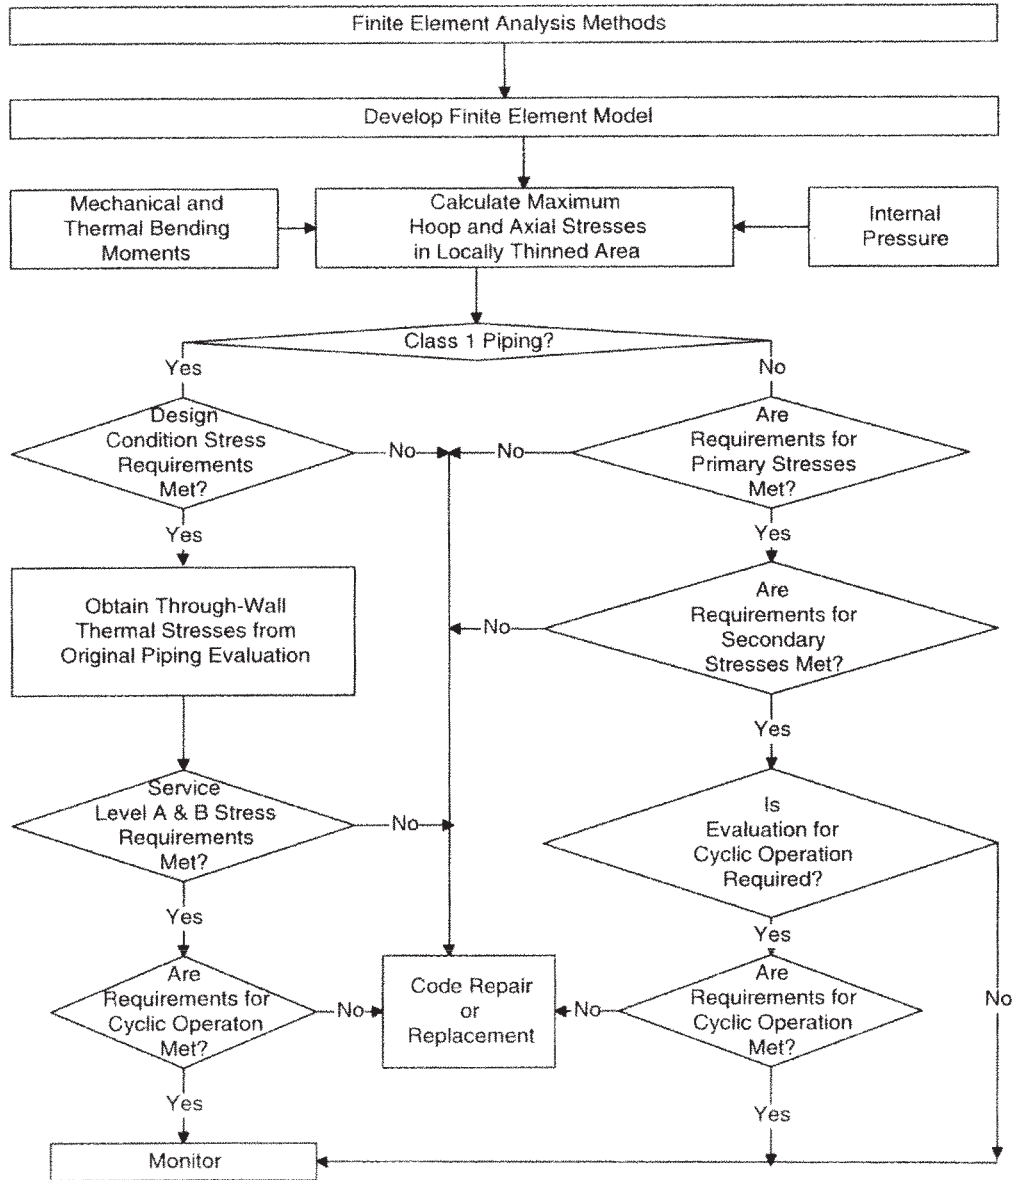 Finite Element Analysis Methods
Develop Finite Element Model
Mechanical and
Thermal Bending
Moments
Calculate Maximum
Hoop and Axial Stresses
in Locally Thinned Area
Internal
Pressure
Class 1 Piping?
Yes
No
Design
Condition Stress
Requirements
Met?
No
No
Are
Requirements for
Primary Stresses
Met?
Yes
Yes
Obtain Through-Wall
Thermal Stresses from
Original Piping Evaluation
No
Are
Requirements for
Secondary
Stresses Met?
Yes
Service
Level A & B Stress
Requirements
Met?
No
Is
Evaluation for
Cyclic Operation
Required?
Yes
Yes
Are
Requirements for
Cyclic Operaton
Met?
No
Code Repair
or
Replacement
No
Are
Requirements for
Cyclic Operation
Met?
No
Yes
Yes
Monitor